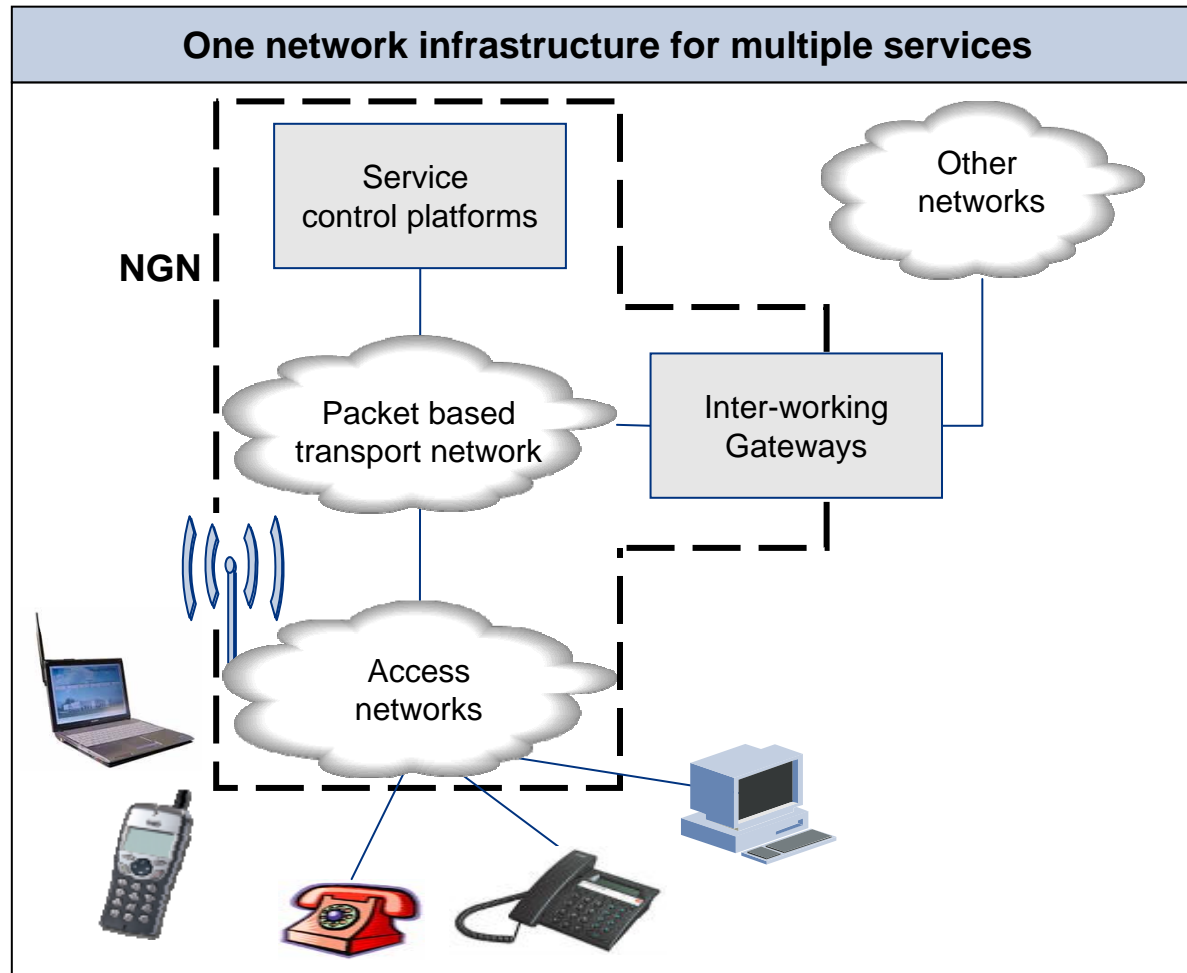 One network infrastructure for multiple services
Service
control platforms
Other
networks
NGN
Packet based
transport network
Inter-working
Gateways
Access
networks